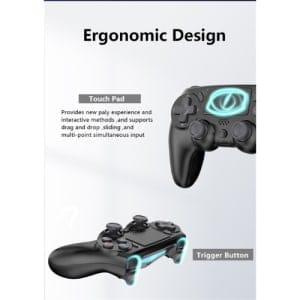 Ergonomic Design
Touch Pad
Provides new paly experience and
interactive methods ,and supports
drag and drop ,sliding ,and
multi-point simultaneous input
Trigger Button